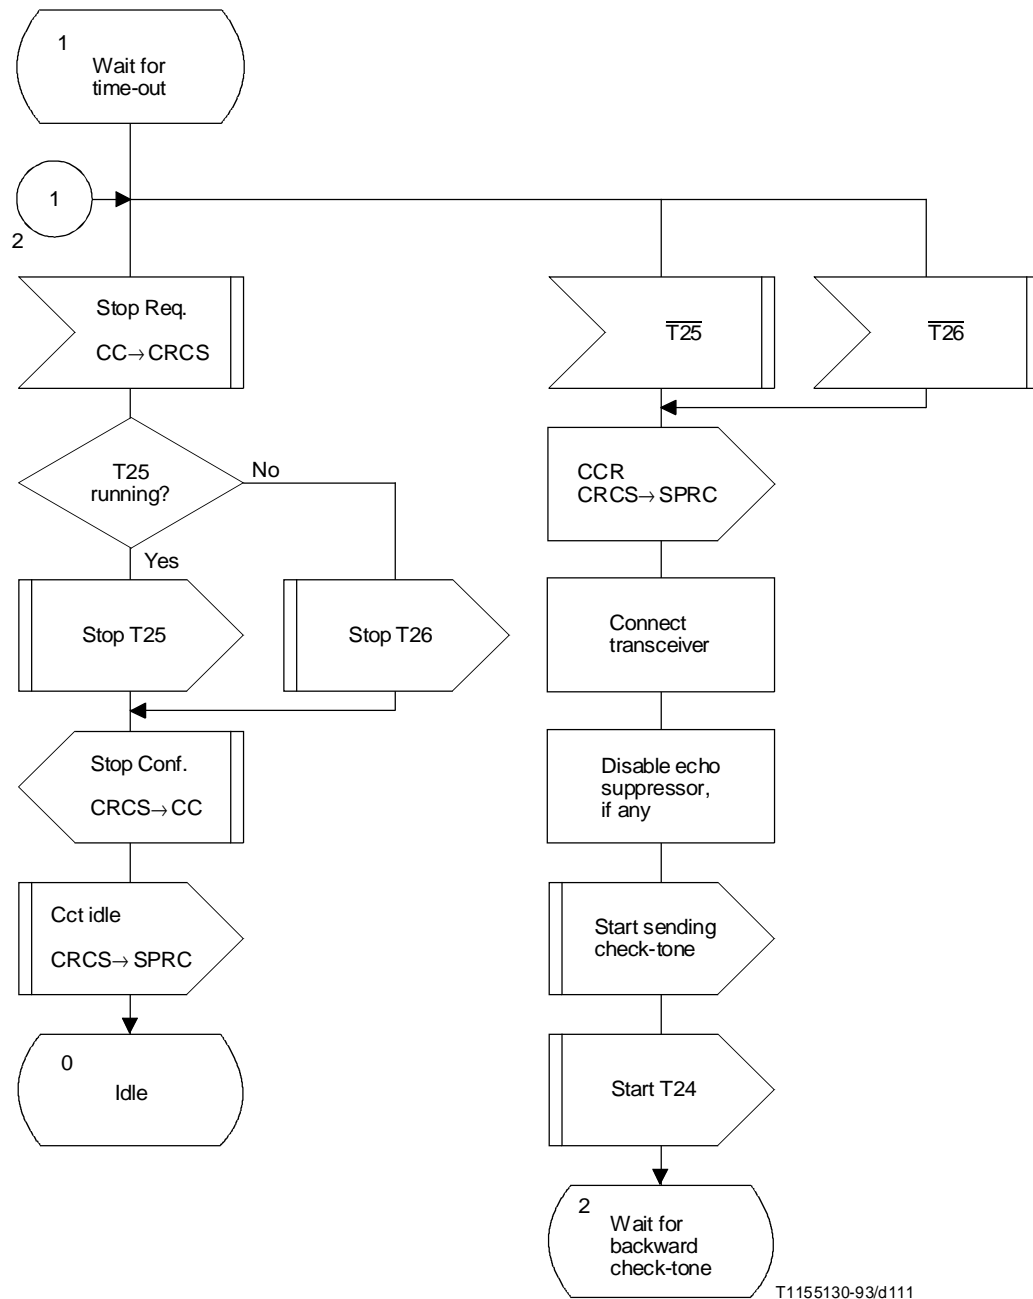 1
Wait for
time-out
1
2
Stop Req.
CC→CRCS
T25
T26
T25
running?
No
Yes
CCR
CRCS→SPRC
Stop T25
Stop T26
Connect
transceiver
Stop Conf.
CRCS→CC
Disable echo
suppressor,
if any
Cct idle
CRCS→SPRC
Start sending
check-tone
0
Idle
Start T24
2
Wait for
backward
check-tone
T1155130-93/d111